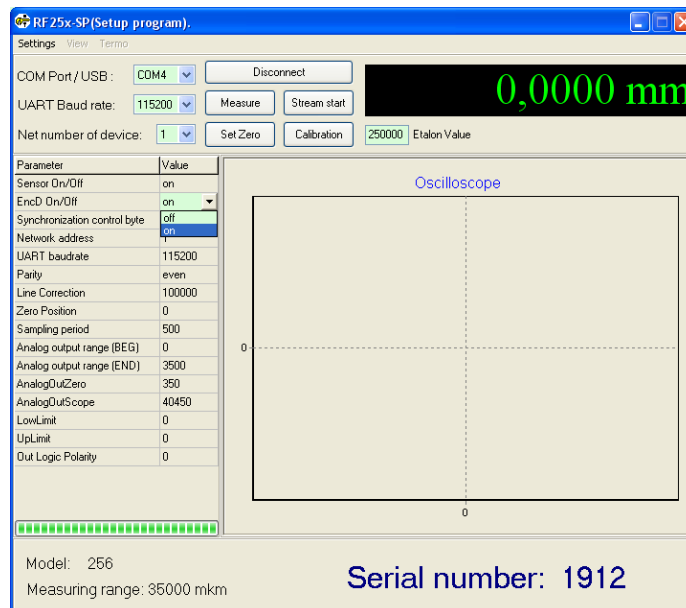 RF25x-SP(Setup program).
Settings View Termo
COM Port / USB : COM4 Disconnect
0,0000 mm
UART Baud rate: 115200 Measure Stream start
Net number of device: 1 Set Zero Calibration 250000 Etalon Value
Parameter Value
Sensor On/Off on
EncD On/Off on
off
on
Synchronization control byte
Network address
UART baudrate 115200
Parity even
Line Correction 100000
Zero Position 0
Sampling period 500
Analog output range (BEG) 0
Analog output range (END) 3500
AnalogOutZero 350
AnalogOutScope 40450
LowLimit 0
UpLimit 0
Out Logic Polarity 0
Oscilloscope
0
0
Model: 256
Measuring range: 35000 mkm
Serial number: 1912